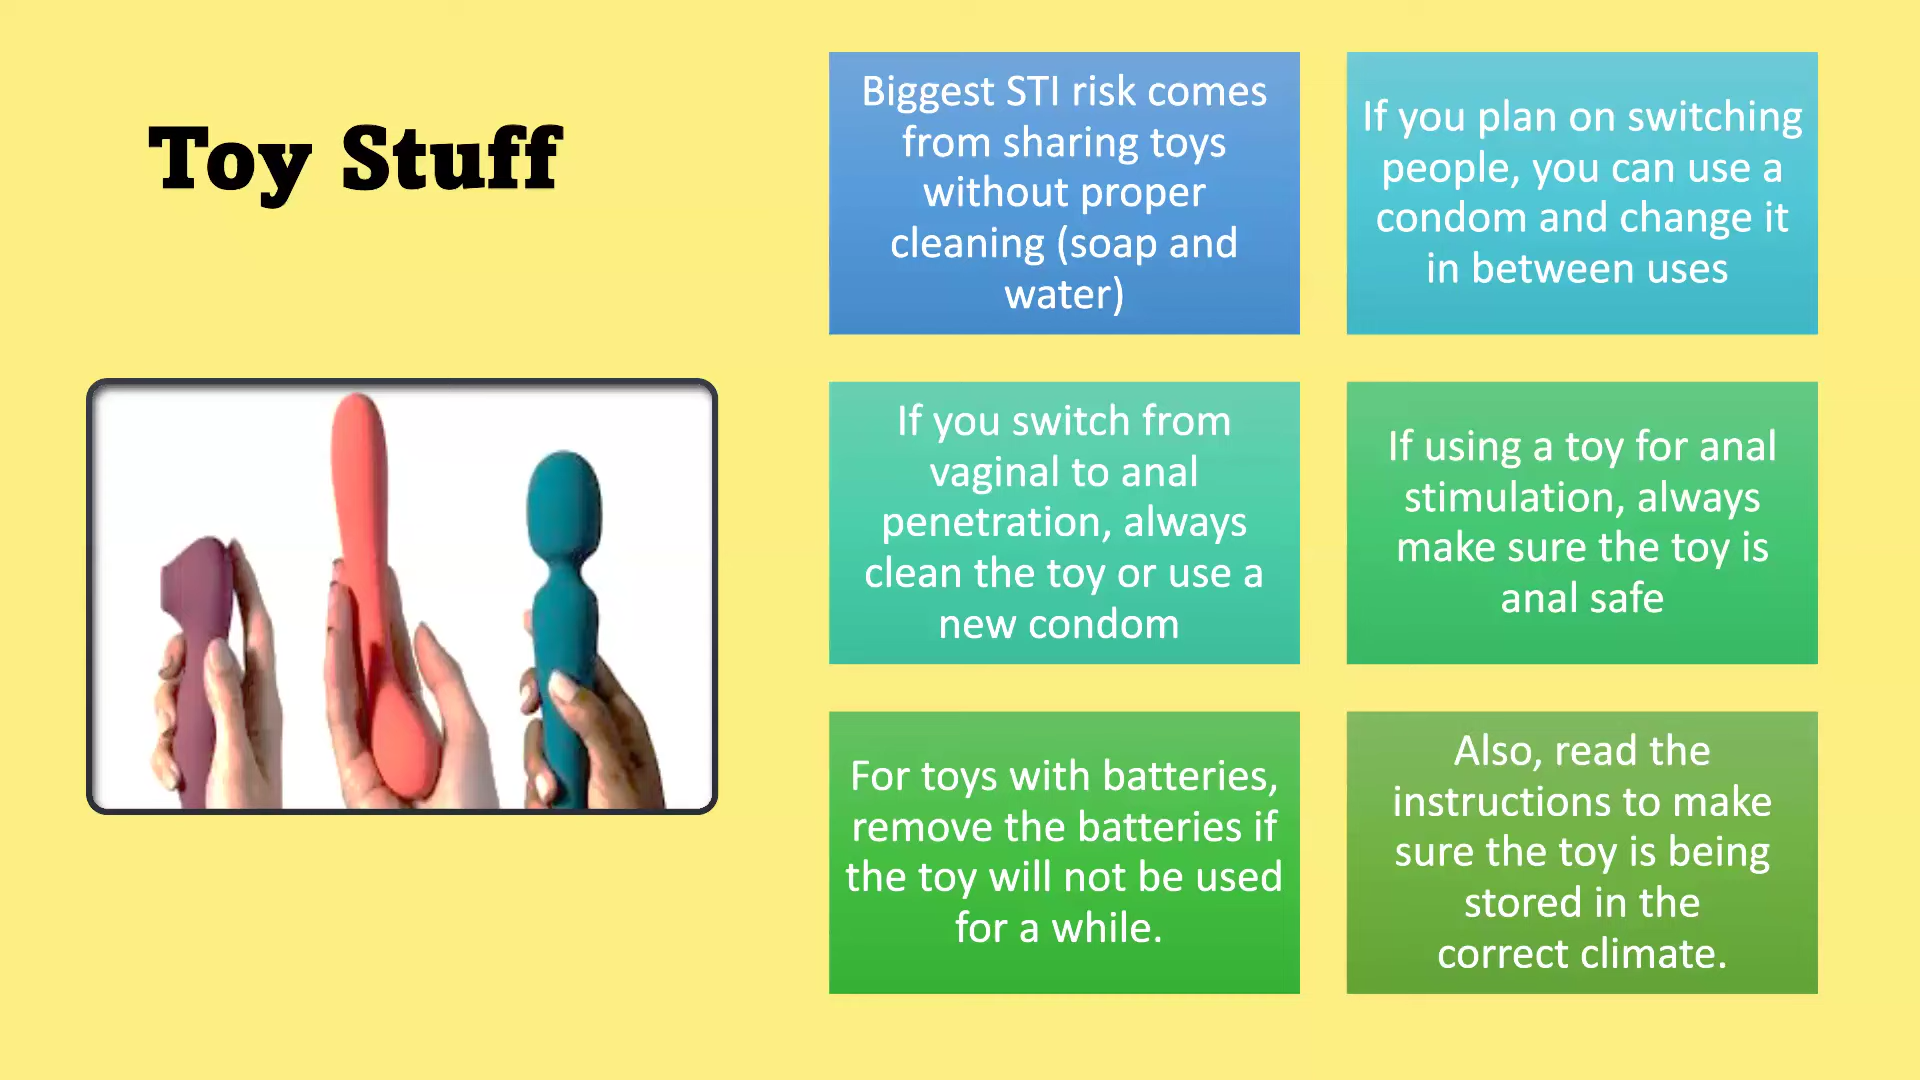 Toy Stuff
Biggest STI risk comes
from sharing toys
without proper
cleaning (soap and
water)
If you plan on switching
people, you can use a
condom and change it
in between uses
If you switch from
vaginal to anal
penetration, always
clean the toy or use a
new condom
If using a toy for anal
stimulation, always
make sure the toy is
anal safe
For toys with batteries,
remove the batteries if
the toy will not be used
for a while.
Also, read the
instructions to make
sure the toy is being
stored in the
correct climate.